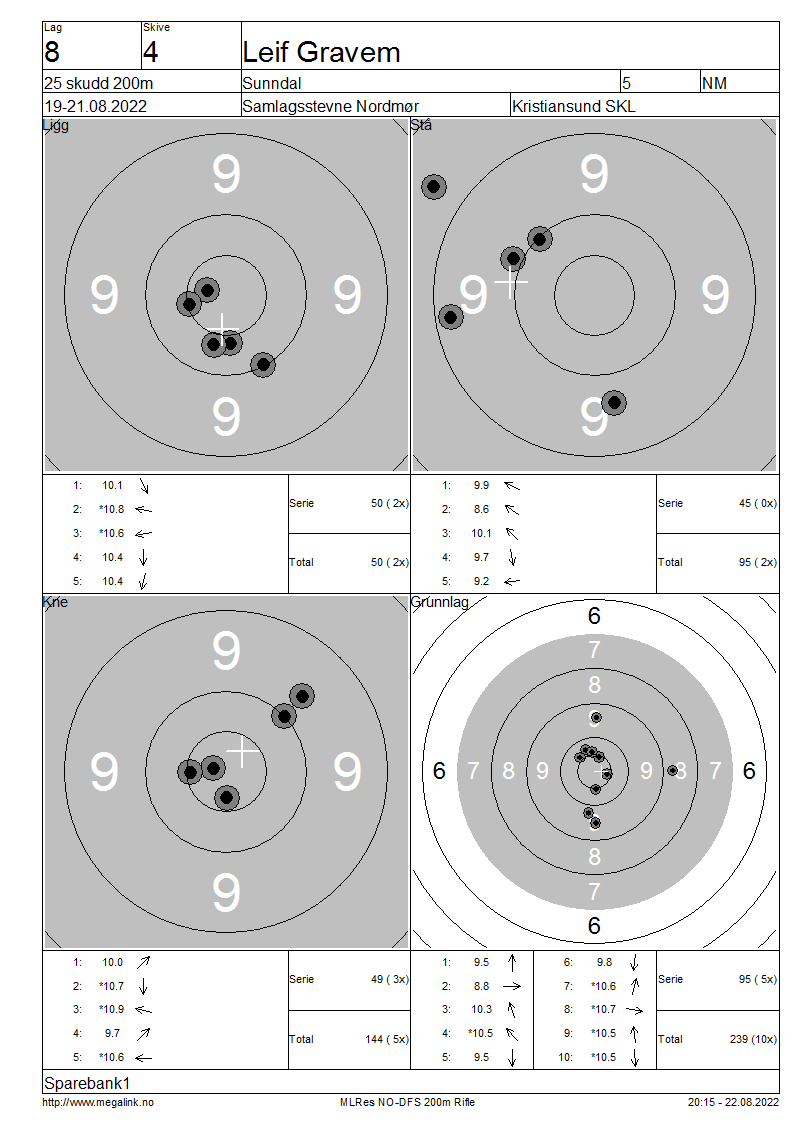 Lag Skive
8 4 Leif Gravem
25 skudd 200m Sunndal 5 NM
19-21.08.2022 Samlagsstevne Nordmør Kristiansund SKL
Ligg Stå
9 9
9 9 9 9
9 9
1: 10.1
2: *10.8
3: *10.6
4: 10.4
5: 10.4
Serie 50 ( 2x)
Total 50 ( 2x)
1: 9.9
2: 8.6
3: 10.1
4: 9.7
5: 9.2
Serie 45 ( 0x)
Total 95 ( 2x)
Kne Grunnlag
9
9 9
9
6
7
8
9
6 7 8 9 9 8 7 6
9
8
7
6
1: 10.0
2: *10.7
3: *10.9
4: 9.7
5: *10.6
Serie 49 ( 3x)
Total 144 ( 5x)
1: 9.5 6: 9.8
2: 8.8 7: *10.6
3: 10.3 8: *10.7
4: *10.5 9: *10.5
5: 9.5 10: *10.5
Serie 95 ( 5x)
Total 239 (10x)
Sparebank1
http://www.megalink.no MLRes NO-DFS 200m Rifle 20:15 - 22.08.2022